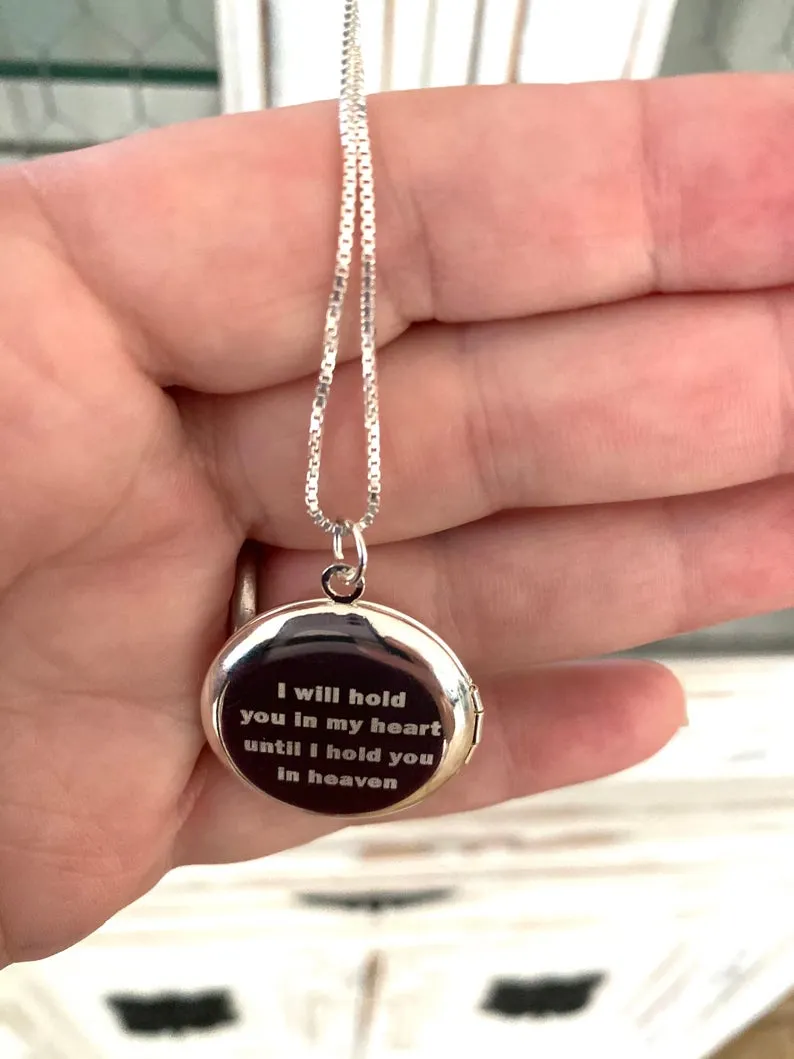 I will hold
you in my heart
until I hold you
in heaven